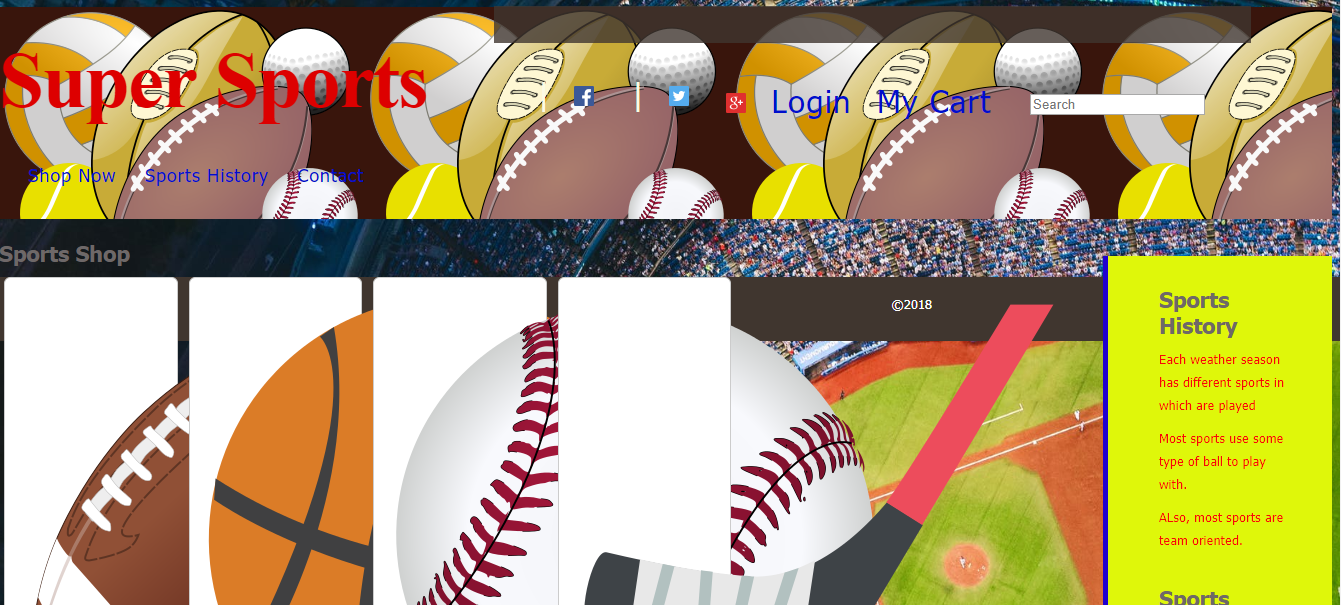 Super Sports
| f | g+ Login My Cart Search
Shop Now Sports History Contact
Sports Shop
©2018
Sports
History
Each weather season
has different sports in
which are played
Most sports use some
type of ball to play
with.
ALso, most sports are
team oriented.
Sports